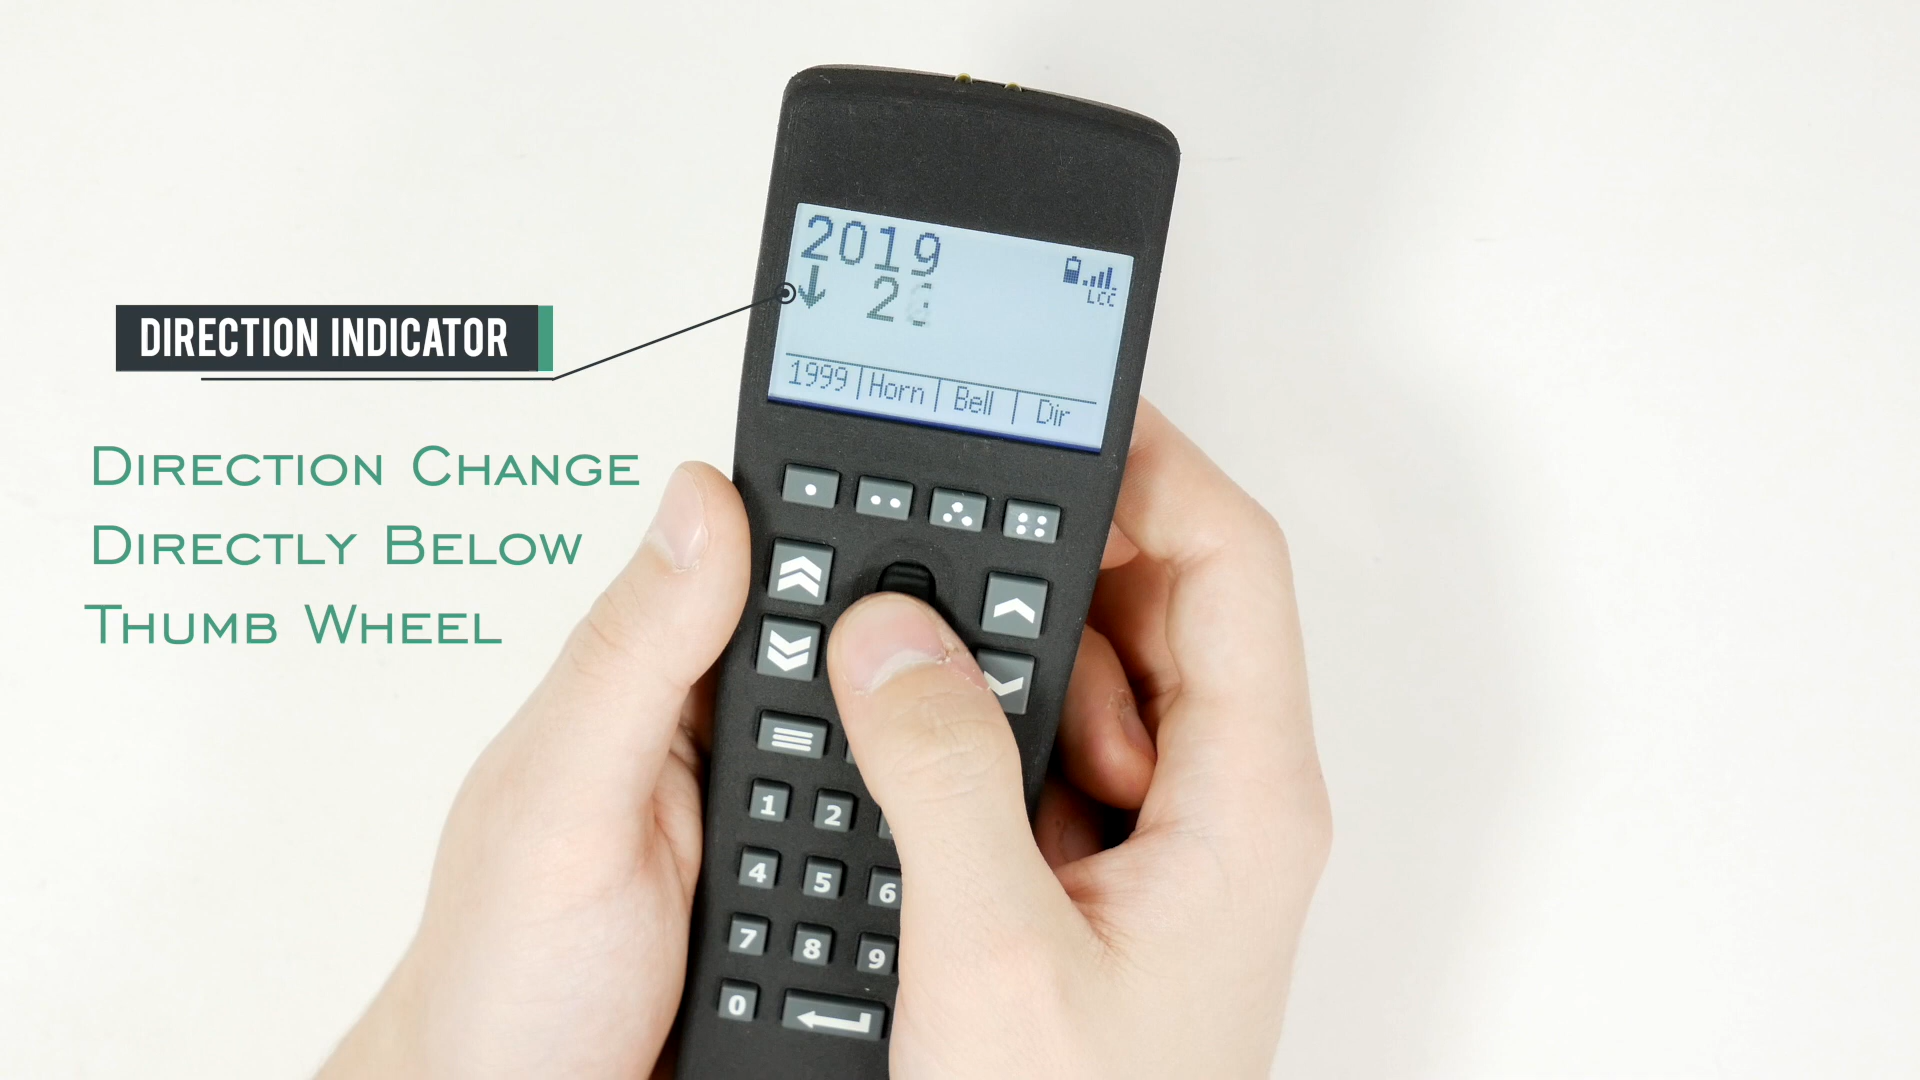 2019
↓ 2
LCC
1999 | Horn | Bell | Dir
DIRECTION INDICATOR
Direction Change
Directly Below
Thumb Wheel
1 2
4 5 6
7 8 9
0